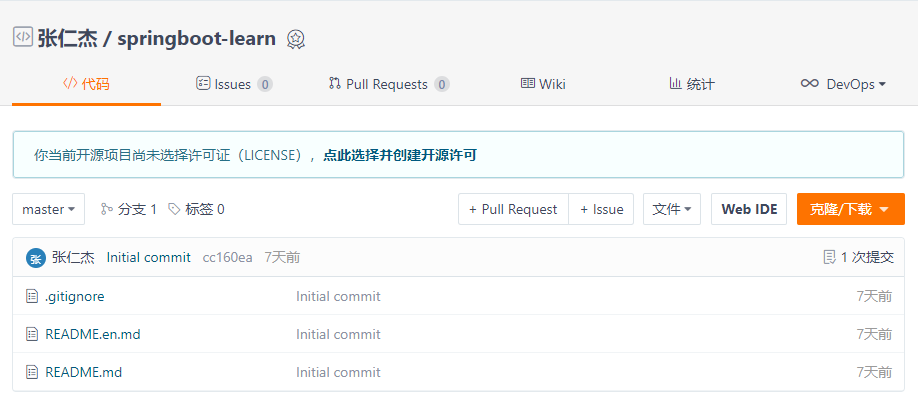 张仁杰 / springboot-learn
代码 Issues 0 Pull Requests 0 Wiki 统计 DevOps
你当前开源项目尚未选择许可证（LICENSE），点此选择并创建开源许可
master 分支 1 标签 0 + Pull Request + Issue 文件 Web IDE 克隆/下载
张 张仁杰 Initial commit cc160ea 7天前 1 次提交
.gitignore Initial commit 7天前
README.en.md Initial commit 7天前
README.md Initial commit 7天前